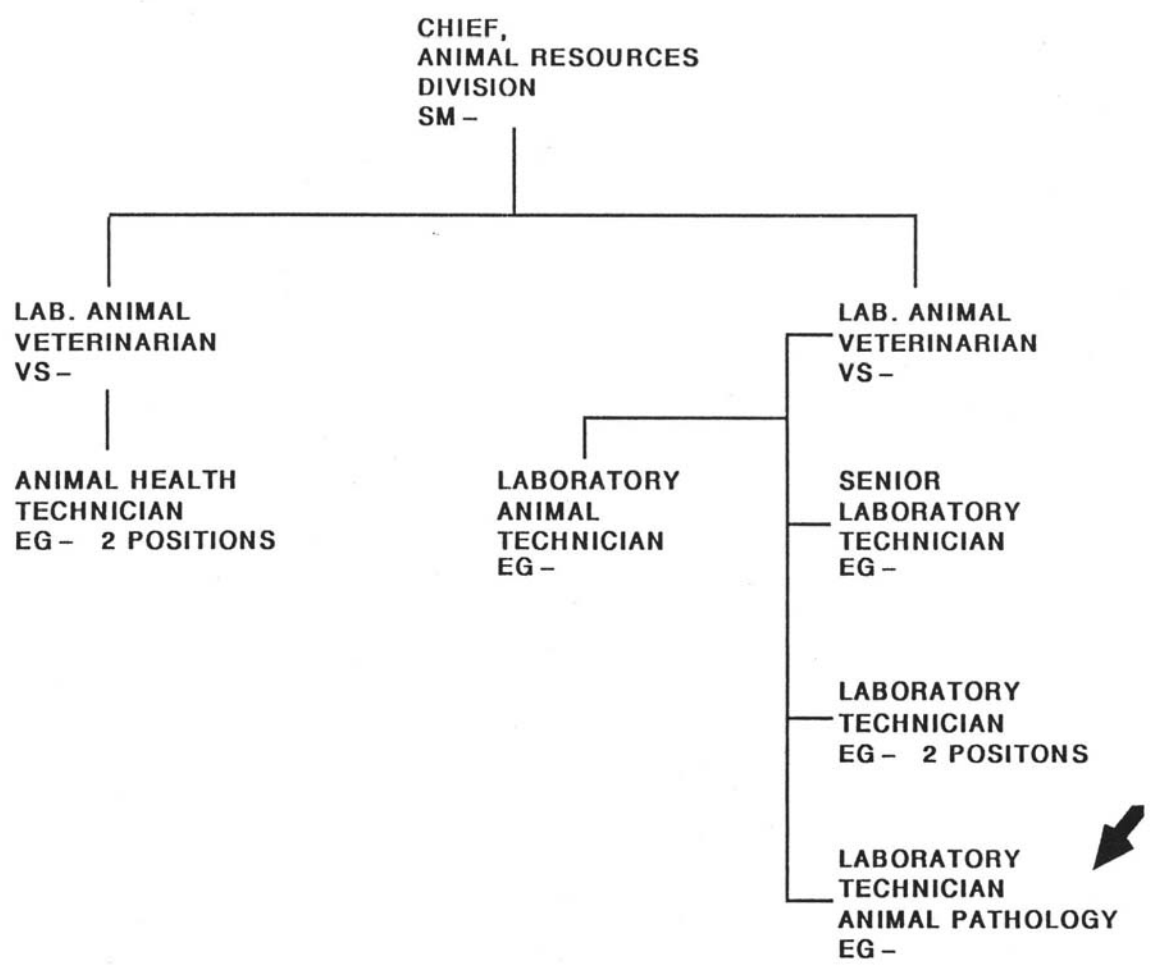 CHIEF,
ANIMAL RESOURCES
DIVISION
SM –
LAB. ANIMAL
VETERINARIAN
VS –
LAB. ANIMAL
VETERINARIAN
VS –
ANIMAL HEALTH
TECHNICIAN
EG – 2 POSITIONS
LABORATORY
ANIMAL
TECHNICIAN
EG –
SENIOR
LABORATORY
TECHNICIAN
EG –
LABORATORY
TECHNICIAN
EG – 2 POSITONS
LABORATORY
TECHNICIAN
ANIMAL PATHOLOGY
EG –